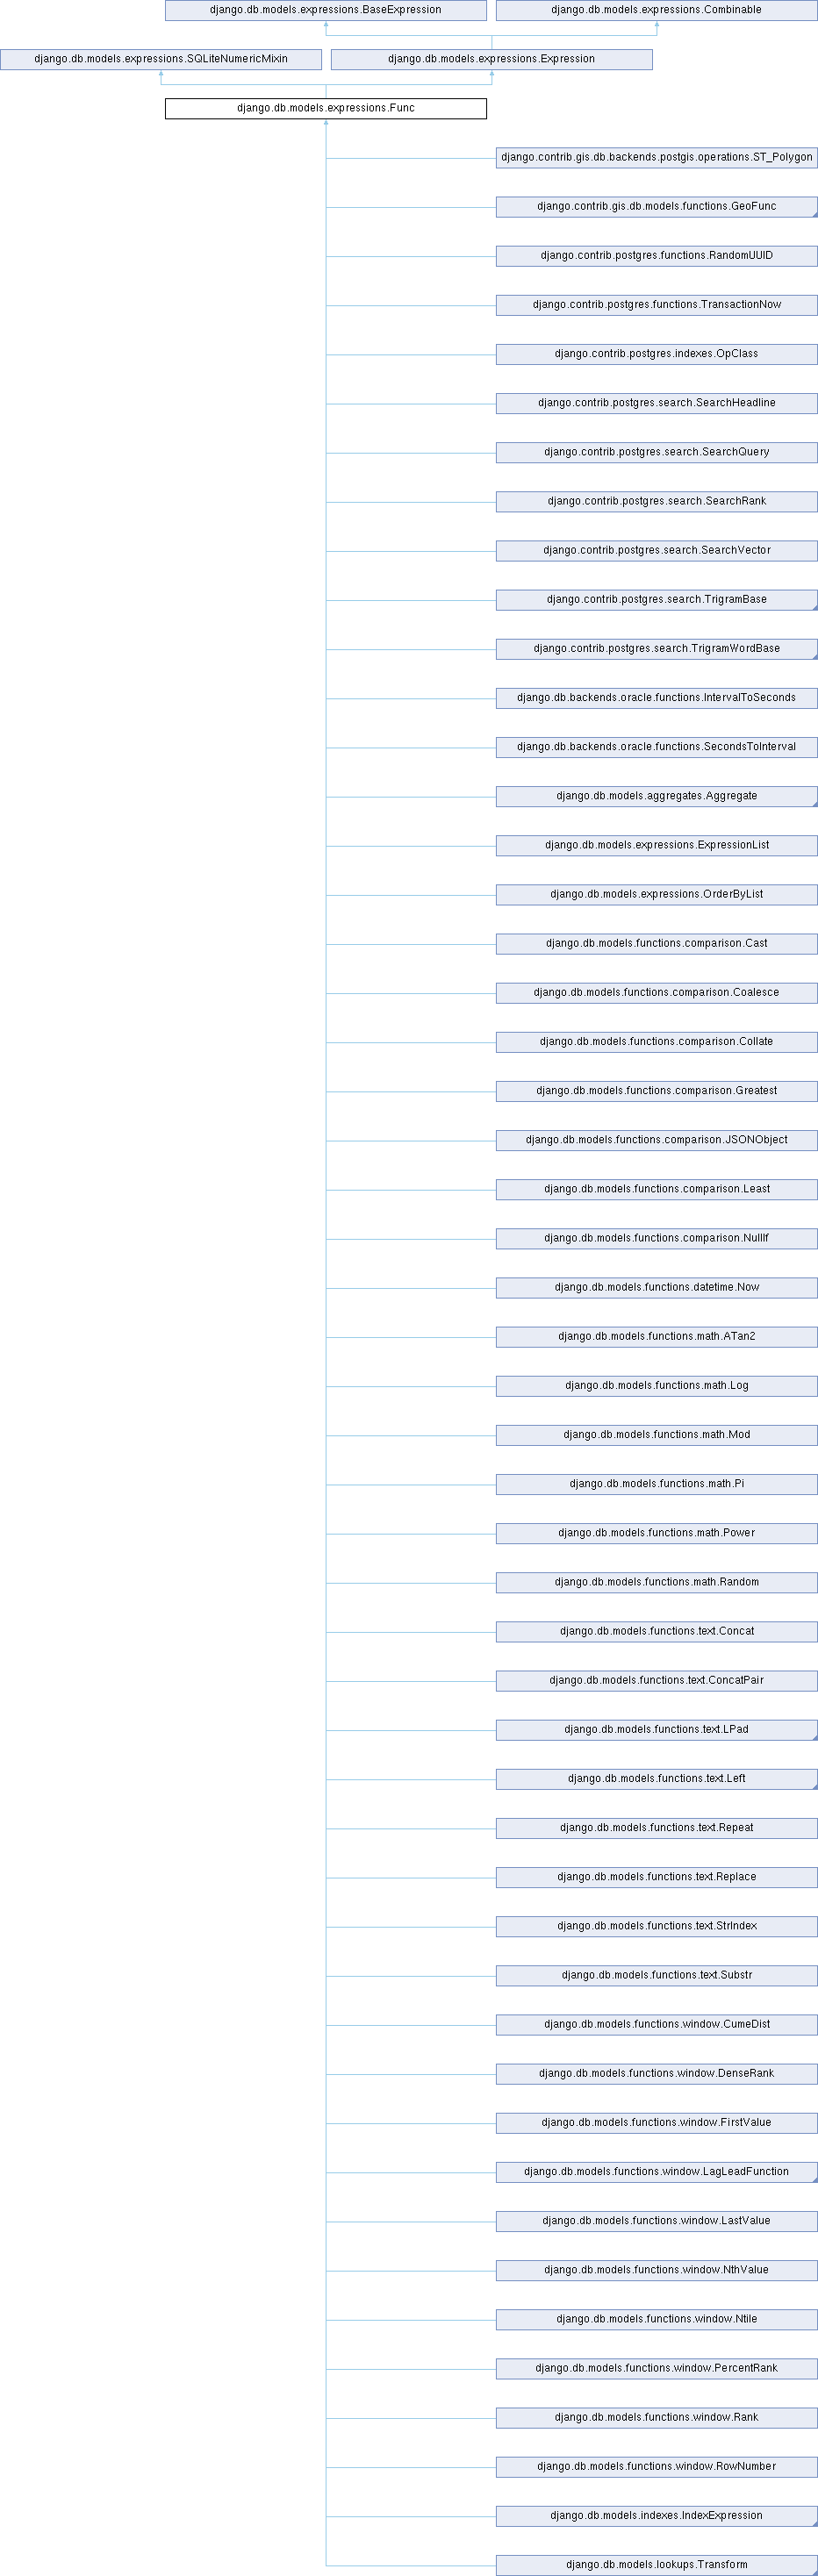 django.db.models.expressions.BaseExpression
django.db.models.expressions.Combinable
django.db.models.expressions.SQLiteNumericMixin
django.db.models.expressions.Expression
django.db.models.expressions.Func
django.contrib.gis.db.backends.postgis.operations.ST_Polygon
django.contrib.gis.db.models.functions.GeoFunc
django.contrib.postgres.functions.RandomUUID
django.contrib.postgres.functions.TransactionNow
django.contrib.postgres.indexes.OpClass
django.contrib.postgres.search.SearchHeadline
django.contrib.postgres.search.SearchQuery
django.contrib.postgres.search.SearchRank
django.contrib.postgres.search.SearchVector
django.contrib.postgres.search.TrigramBase
django.contrib.postgres.search.TrigramWordBase
django.db.backends.oracle.functions.IntervalToSeconds
django.db.backends.oracle.functions.SecondsToInterval
django.db.models.aggregates.Aggregate
django.db.models.expressions.ExpressionList
django.db.models.expressions.OrderByList
django.db.models.functions.comparison.Cast
django.db.models.functions.comparison.Coalesce
django.db.models.functions.comparison.Collate
django.db.models.functions.comparison.Greatest
django.db.models.functions.comparison.JSONObject
django.db.models.functions.comparison.Least
django.db.models.functions.comparison.NullIf
django.db.models.functions.datetime.Now
django.db.models.functions.math.ATan2
django.db.models.functions.math.Log
django.db.models.functions.math.Mod
django.db.models.functions.math.Pi
django.db.models.functions.math.Power
django.db.models.functions.math.Random
django.db.models.functions.text.Concat
django.db.models.functions.text.ConcatPair
django.db.models.functions.text.LPad
django.db.models.functions.text.Left
django.db.models.functions.text.Repeat
django.db.models.functions.text.Replace
django.db.models.functions.text.StrIndex
django.db.models.functions.text.Substr
django.db.models.functions.window.CumeDist
django.db.models.functions.window.DenseRank
django.db.models.functions.window.FirstValue
django.db.models.functions.window.LagLeadFunction
django.db.models.functions.window.LastValue
django.db.models.functions.window.NthValue
django.db.models.functions.window.Ntile
django.db.models.functions.window.PercentRank
django.db.models.functions.window.Rank
django.db.models.functions.window.RowNumber
django.db.models.indexes.IndexExpression
django.db.models.lookups.Transform